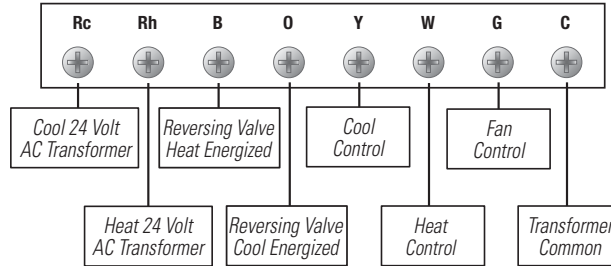 Rc Rh B O Y W G C
Cool 24 Volt
AC Transformer
Reversing Valve
Heat Energized
Cool
Control
Fan
Control
Heat 24 Volt
AC Transformer
Reversing Valve
Cool Energized
Heat
Control
Transformer
Common